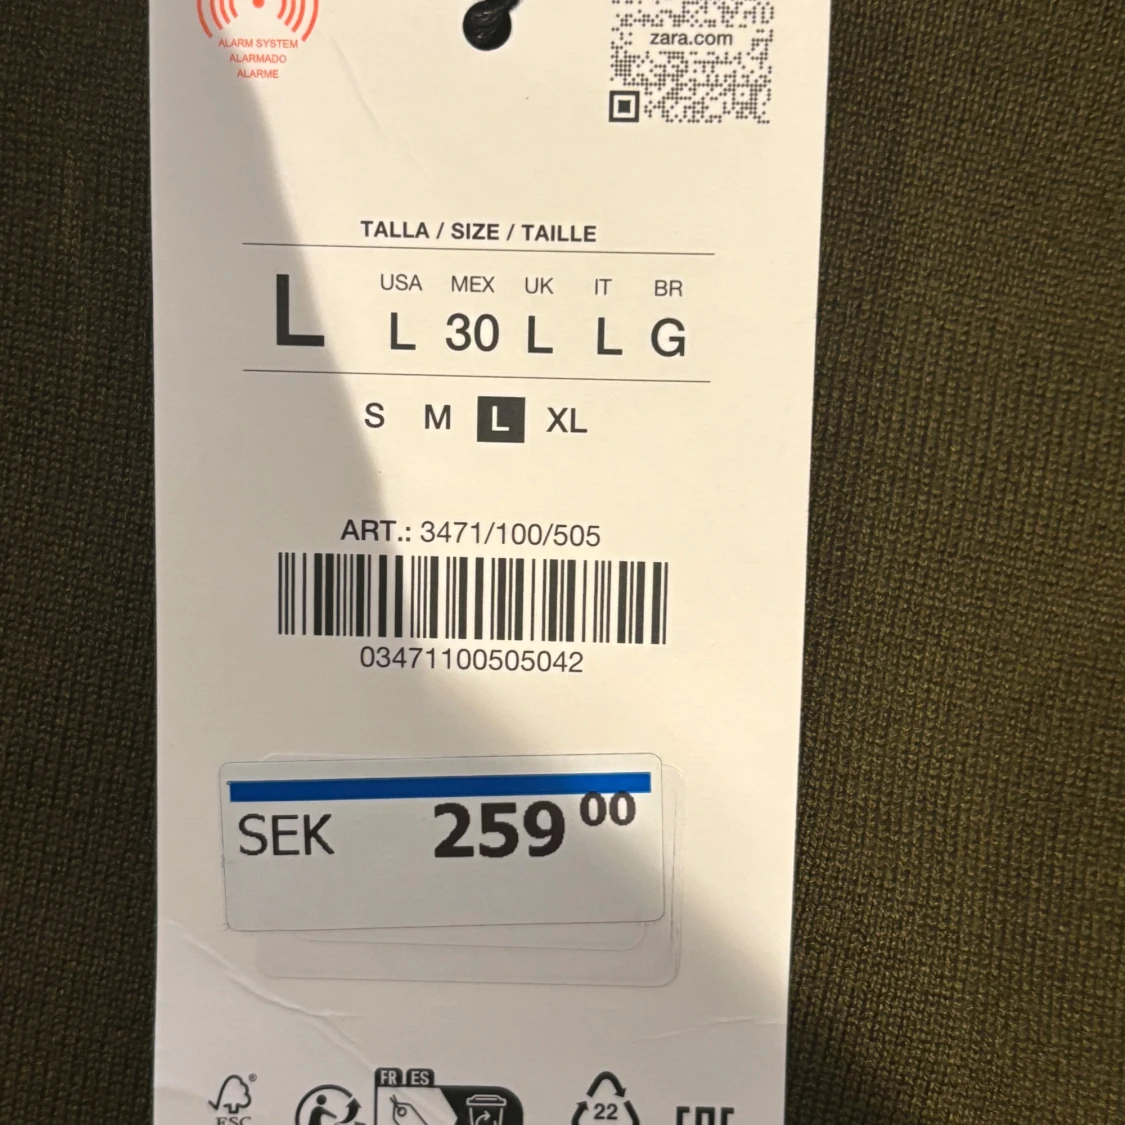 ALARM SYSTEM
ALARMADO
ALARME
zara.com
TALLA / SIZE / TAILLE
L
USA MEX UK IT BR
L 30 L L G
S M L XL
ART.: 3471/100/505
03471100505042
SEK 259 00
FR ES
®
FSC
22